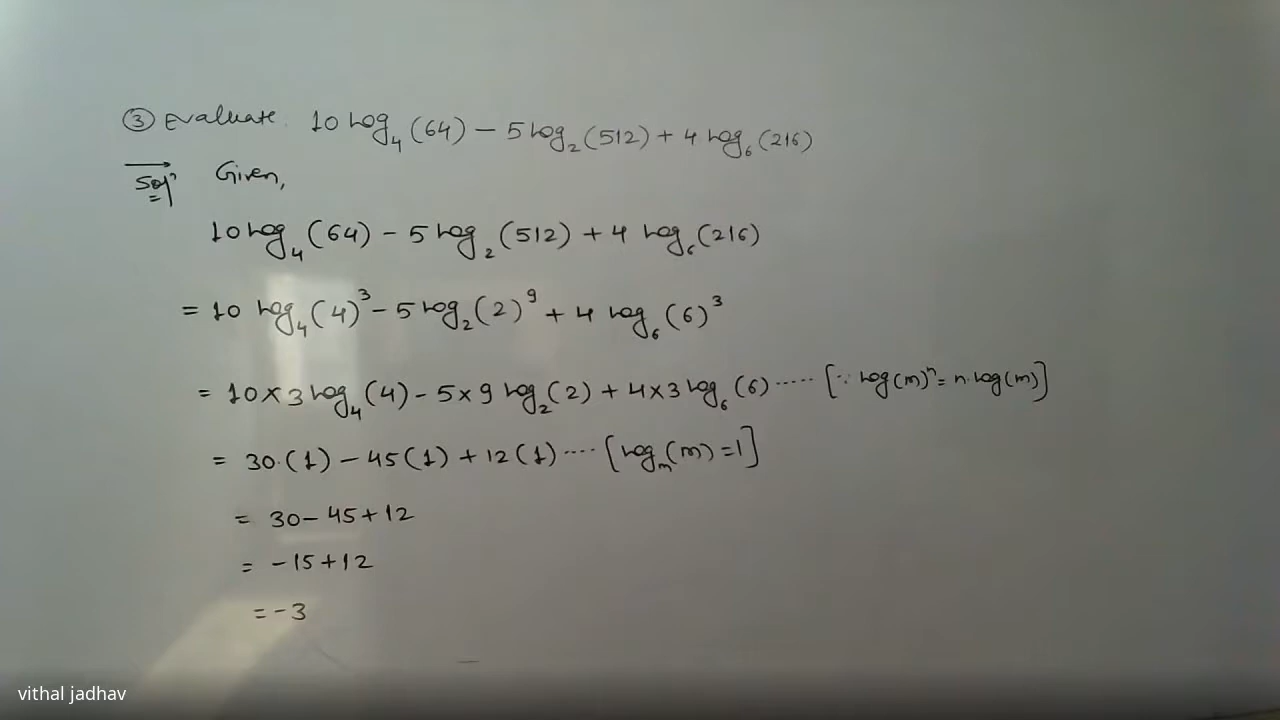 ③ Evaluate. 10 log₄(64) − 5 log₂(512) + 4 log₆(216)
Solⁿ Given,
10 log₄(64) − 5 log₂(512) + 4 log₆(216)
= 10 log₄(4)³ − 5 log₂(2)⁹ + 4 log₆(6)³
= 10×3 log₄(4) − 5×9 log₂(2) + 4×3 log₆(6) ..... [∵ log(m)ⁿ = n.log(m)]
= 30.(1) − 45(1) + 12(1) .... [logₘ(m) = 1]
= 30 − 45 + 12
= −15 + 12
= −3
vithal jadhav